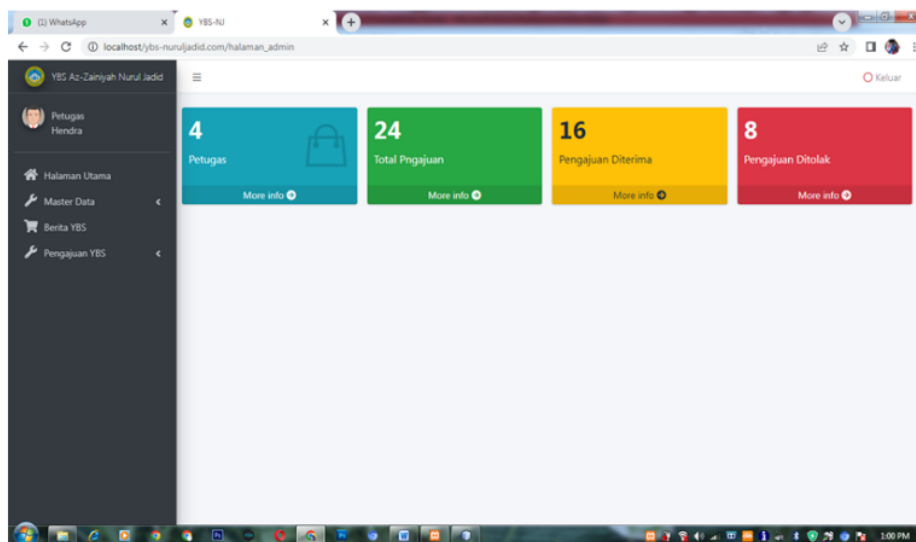 (1) WhatsApp
YBS-NJ
localhost/ybs-nuruljadid.com/halaman_admin
YBS Az-Zainiyah Nurul Jadid
Keluar
Petugas
Hendra
Halaman Utama
Master Data
Berita YBS
Pengajuan YBS
4
Petugas
More info
24
Total Pngajuan
More info
16
Pengajuan Diterima
More info
8
Pengajuan Ditolak
More info
1:00 PM